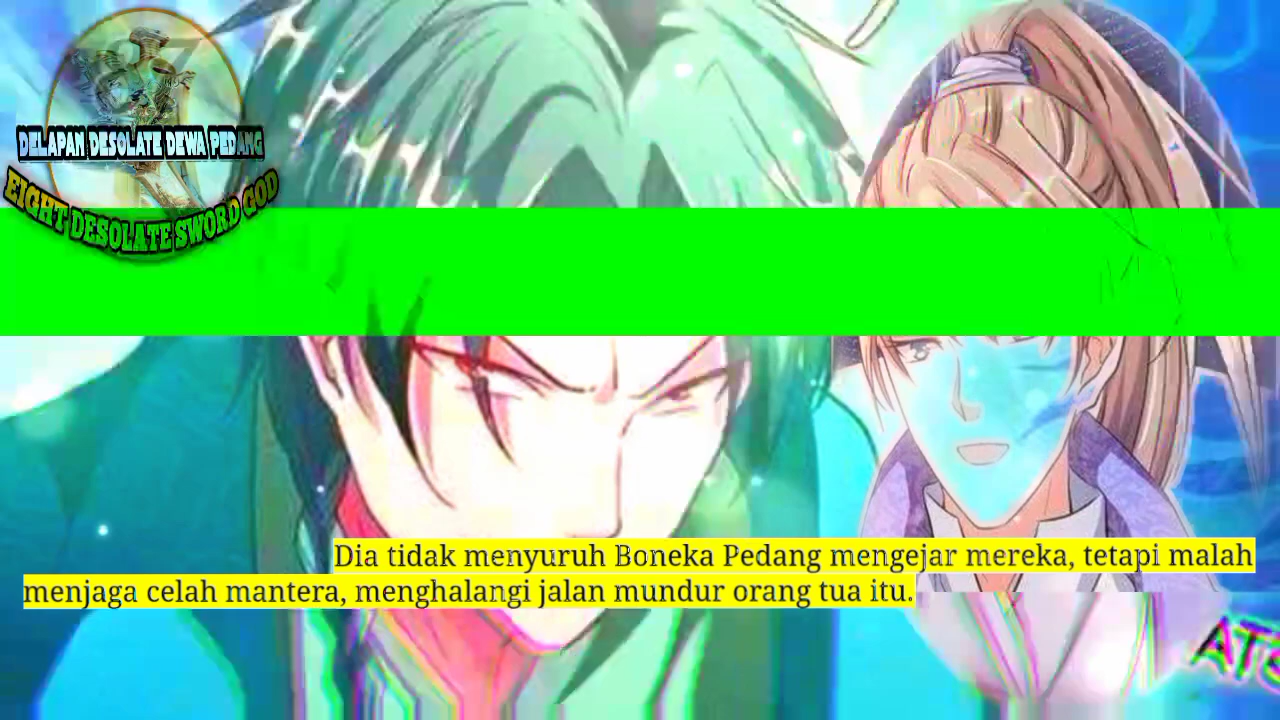 DELAPAN DESOLATE DEWA PEDANG
EIGHT DESOLATE SWORD GOD
Dia tidak menyuruh Boneka Pedang mengejar mereka, tetapi malah
menjaga celah mantera, menghalangi jalan mundur orang tua itu.